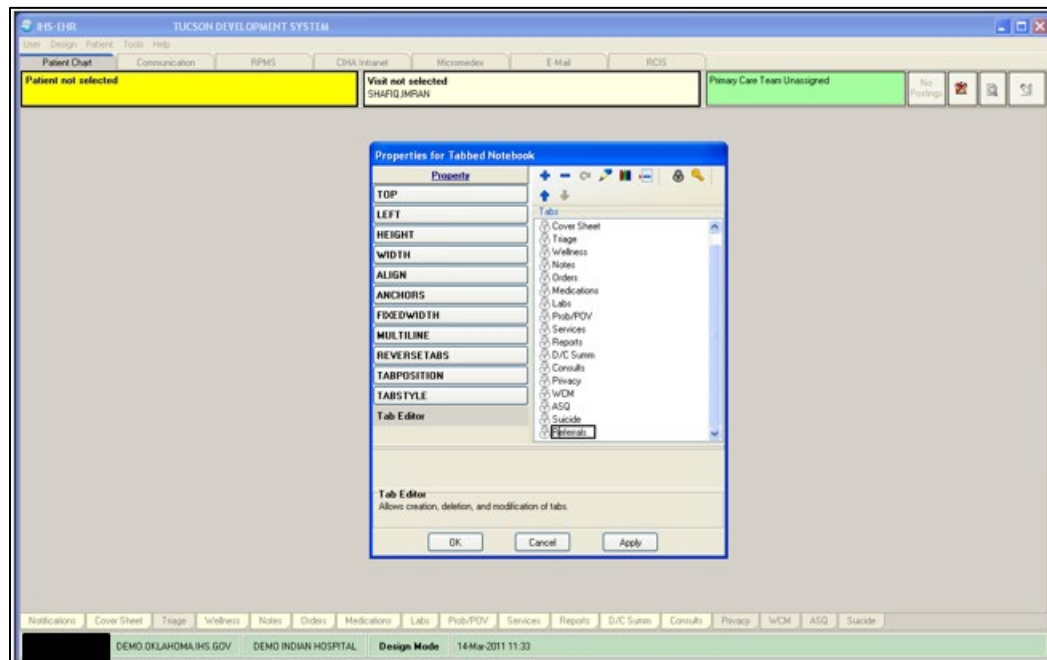 IHS-EHR TUCSON DEVELOPMENT SYSTEM
User Design Patient Tools Help
Patient Chart Communication RPMS CIHA Intranet Micromedex E-Mail RCIS
Patient not selected
Visit not selected
SHAFIQ,IMRAN
Primary Care Team Unassigned
No Postings
Properties for Tabbed Notebook
Property
TOP
LEFT
HEIGHT
WIDTH
ALIGN
ANCHORS
FIXEDWIDTH
MULTILINE
REVERSETABS
TABPOSITION
TABSTYLE
Tab Editor
Tabs
Cover Sheet
Triage
Wellness
Notes
Orders
Medications
Labs
Prob/POV
Services
Reports
D/C Summ
Consults
Privacy
WCM
ASQ
Suicide
Referrals
Tab Editor
Allows creation, deletion, and modification of tabs.
OK Cancel Apply
Notifications Cover Sheet Triage Wellness Notes Orders Medications Labs Prob/POV Services Reports D/C Summ Consults Privacy WCM ASQ Suicide
DEMO.OKLAHOMA.IHS.GOV DEMO INDIAN HOSPITAL Design Mode 14-Mar-2011 11:33